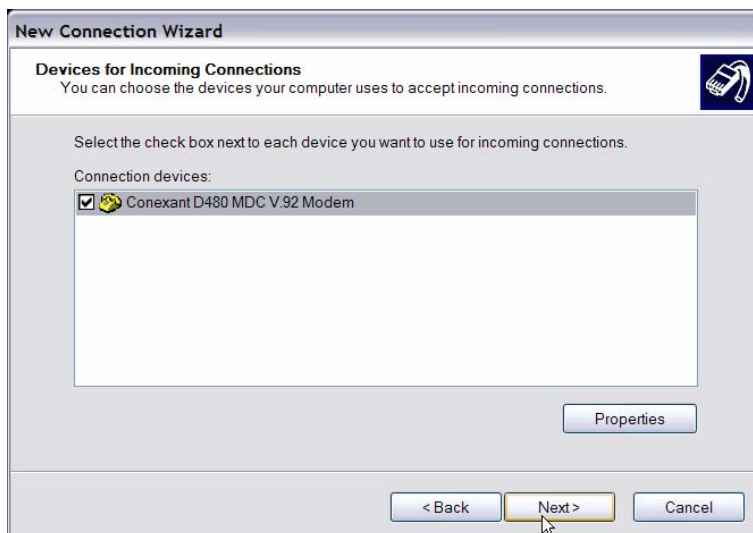 New Connection Wizard
Devices for Incoming Connections
You can choose the devices your computer uses to accept incoming connections.
Select the check box next to each device you want to use for incoming connections.
Connection devices:
Conexant D480 MDC V.92 Modem
Properties
< Back Next > Cancel